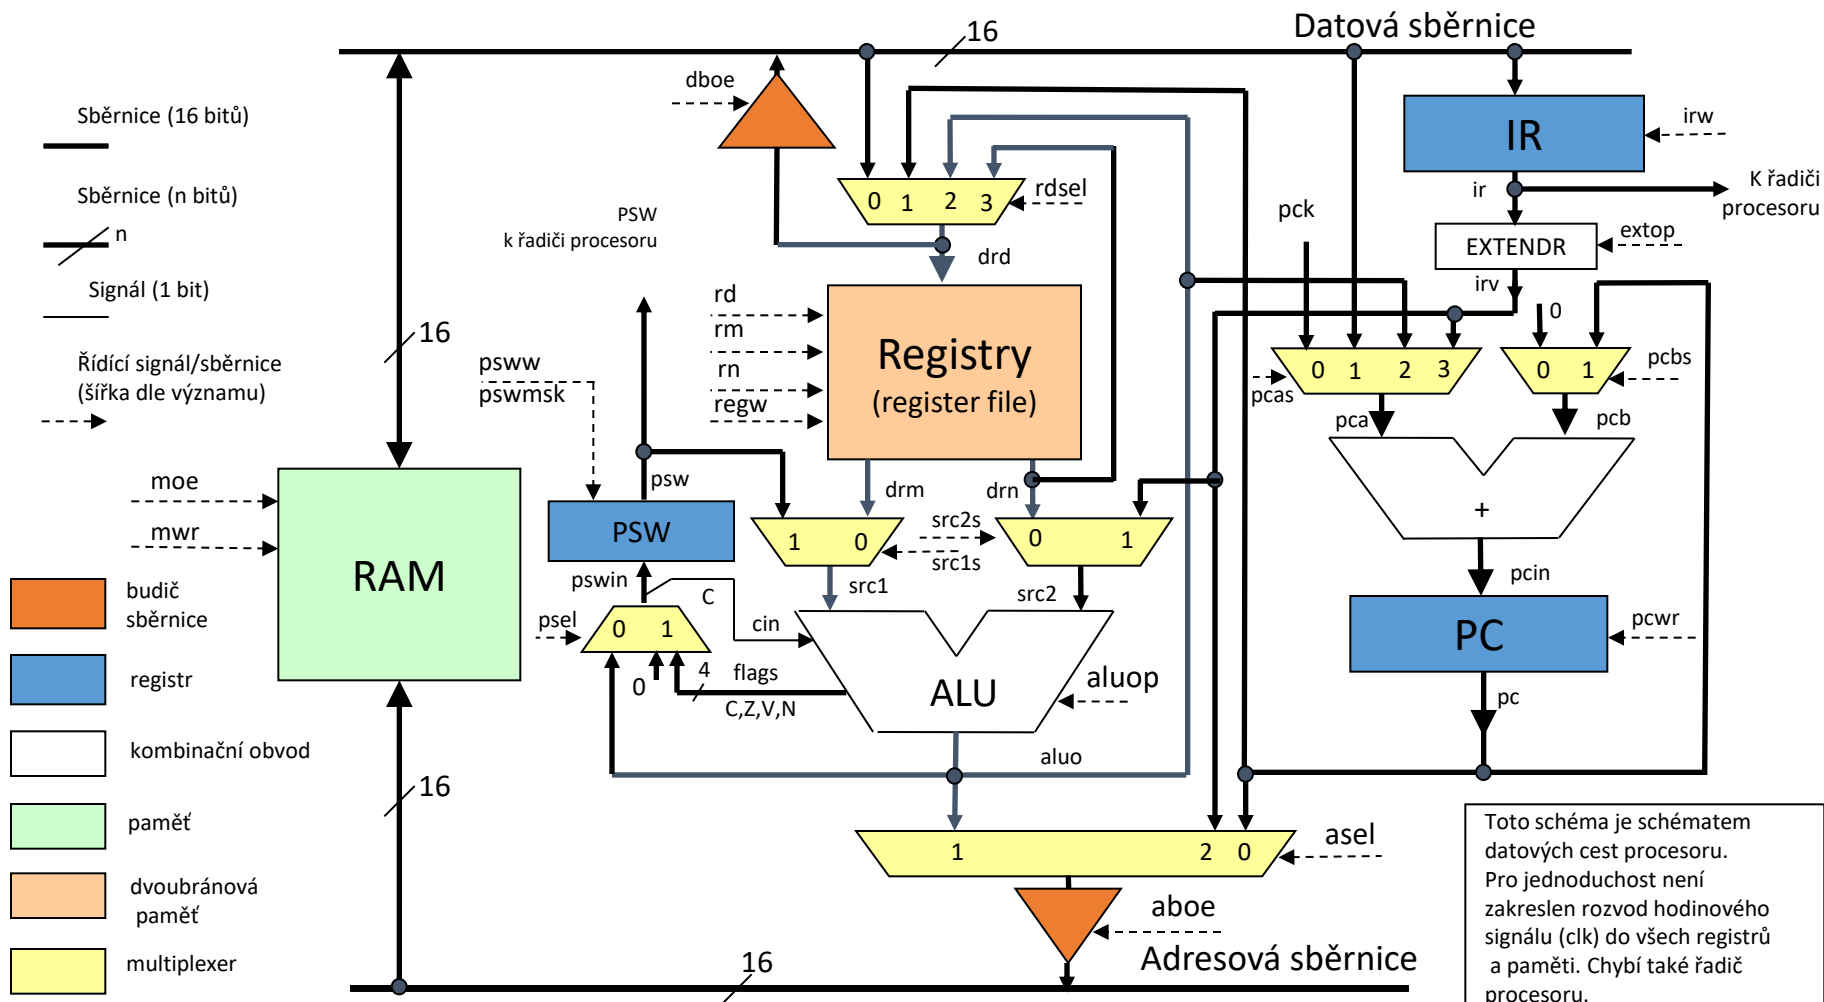 Datová sběrnice
16
Sběrnice (16 bitů)
Sběrnice (n bitů)
n
Signál (1 bit)
Řídící signál/sběrnice
(šířka dle významu)
16
moe
mwr
RAM
budič
sběrnice
registr
kombinační obvod
paměť
dvoubránová
paměť
multiplexer
16
dboe
0 1 2 3
rdsel
PSW
k řadiči procesoru
drd
rd
rm
rn
regw
Registry
(register file)
psww
pswmsk
psw
PSW
pswin
psel
0 1
0
4
flags
C,Z,V,N
C
cin
drm
drn
1 0
src2s
src1s
0 1
src1
src2
ALU
aluop
aluo
IR
irw
ir
K řadiči
procesoru
EXTENDR
extop
irv
pck
0
0 1 2 3
pcas
0 1
pcbs
pca
pcb
+
pcin
PC
pcwr
pc
1 2 0
asel
aboe
Adresová sběrnice
16
Toto schéma je schématem
datových cest procesoru.
Pro jednoduchost není
zakreslen rozvod hodinového
signálu (clk) do všech registrů
a paměti. Chybí také řadič
procesoru.